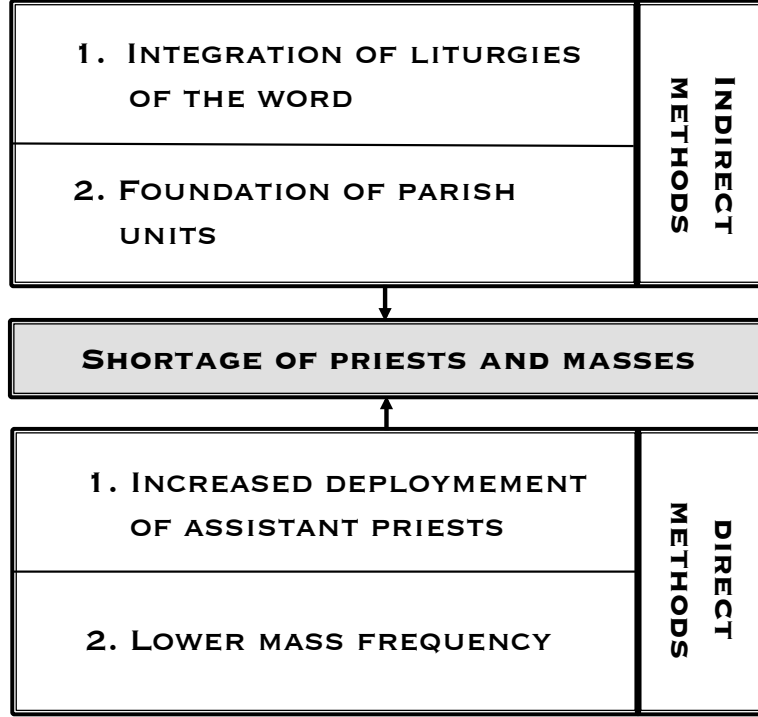 1. Integration of liturgies
of the word
Indirect
methods
2. Foundation of parish
units
Shortage of priests and masses
1. Increased deploymement
of assistant priests
direct
methods
2. Lower mass frequency